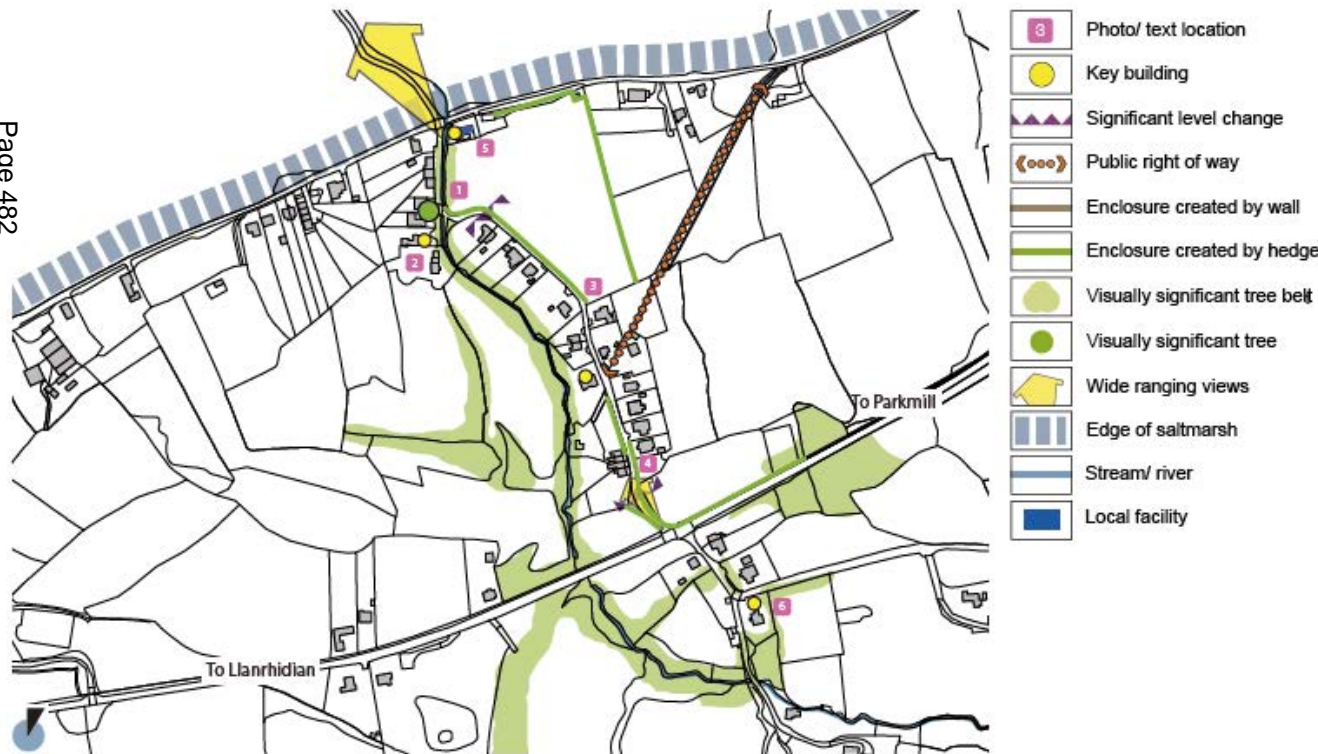 Page 482
5
1
2
3
To Parkmill
4
6
To Llanrhidian
3 Photo/ text location
Key building
Significant level change
Public right of way
Enclosure created by wall
Enclosure created by hedge
Visually significant tree belt
Visually significant tree
Wide ranging views
Edge of saltmarsh
Stream/ river
Local facility